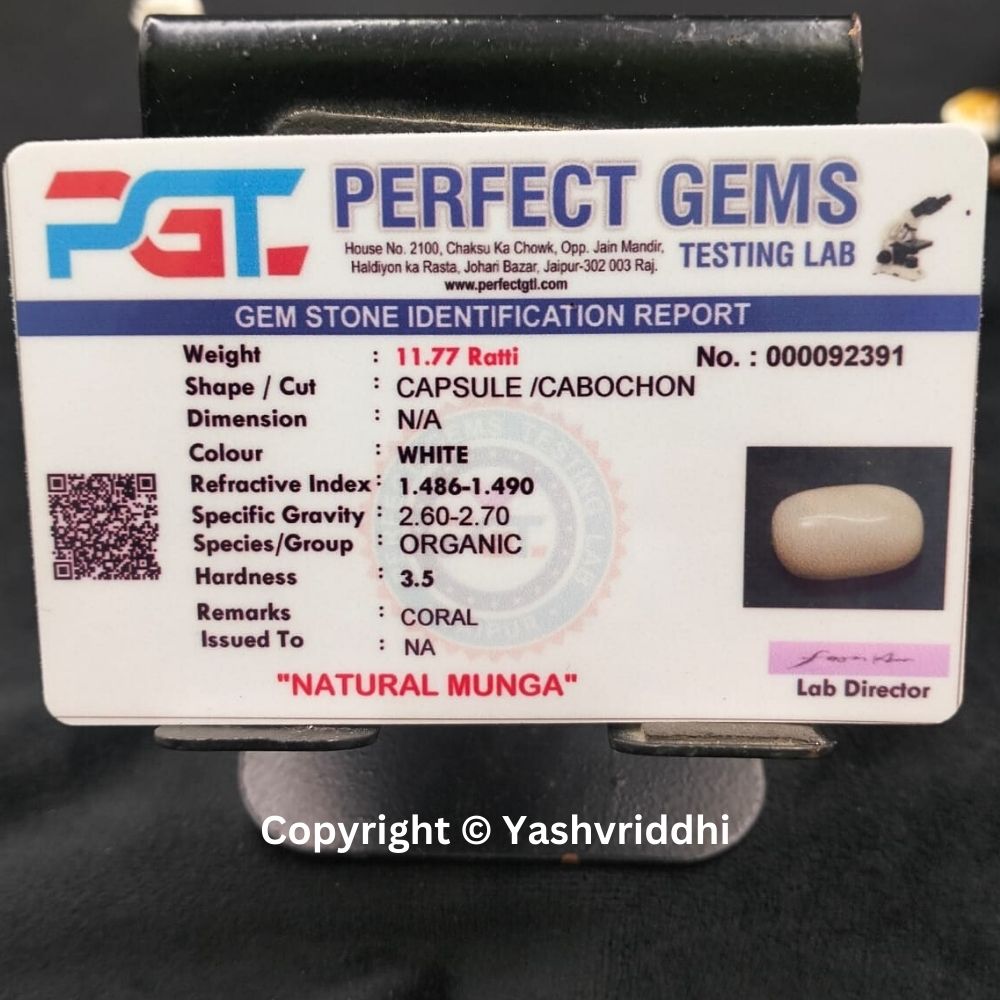 PGT.
PERFECT GEMS
TESTING LAB
House No. 2100, Chaksu Ka Chowk, Opp. Jain Mandir,
Haldiyon ka Rasta, Johari Bazar, Jaipur-302 003 Raj.
www.perfectgtl.com
GEM STONE IDENTIFICATION REPORT
No. : 000092391
Weight : 11.77 Ratti
Shape / Cut : CAPSULE /CABOCHON
Dimension : N/A
Colour : WHITE
Refractive Index : 1.486-1.490
Specific Gravity : 2.60-2.70
Species/Group : ORGANIC
Hardness : 3.5
Remarks : CORAL
Issued To : NA
"NATURAL MUNGA"
Lab Director
Copyright © Yashvriddhi